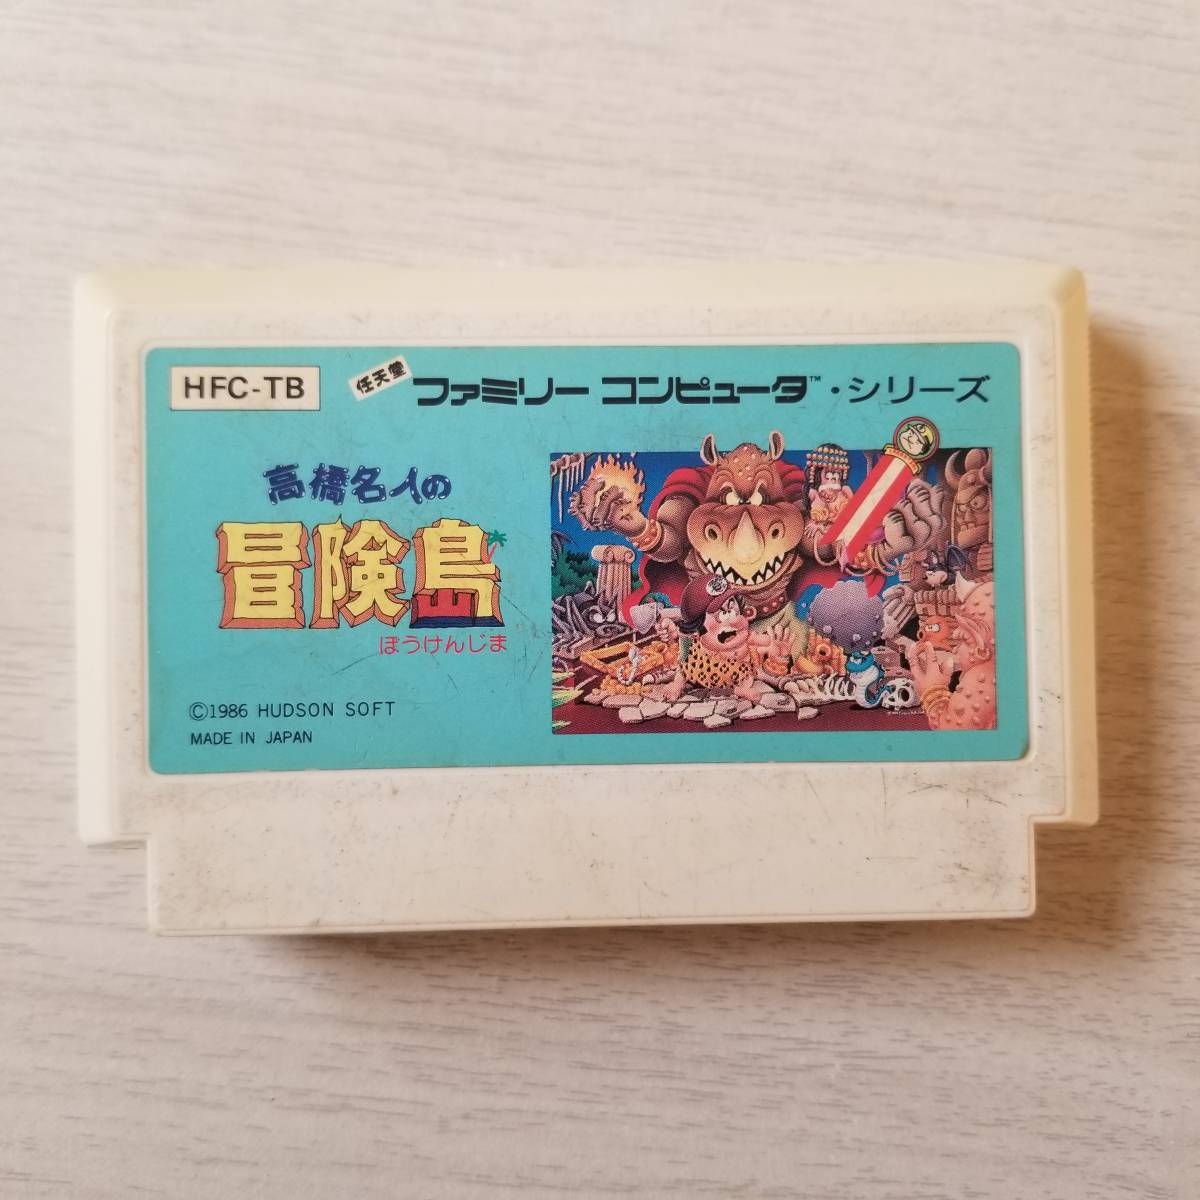 HFC-TB
任天堂
ファミリー コンピュータ™・シリーズ
高橋名人の
冒険島
ぼうけんじま
©1986 HUDSON SOFT
MADE IN JAPAN